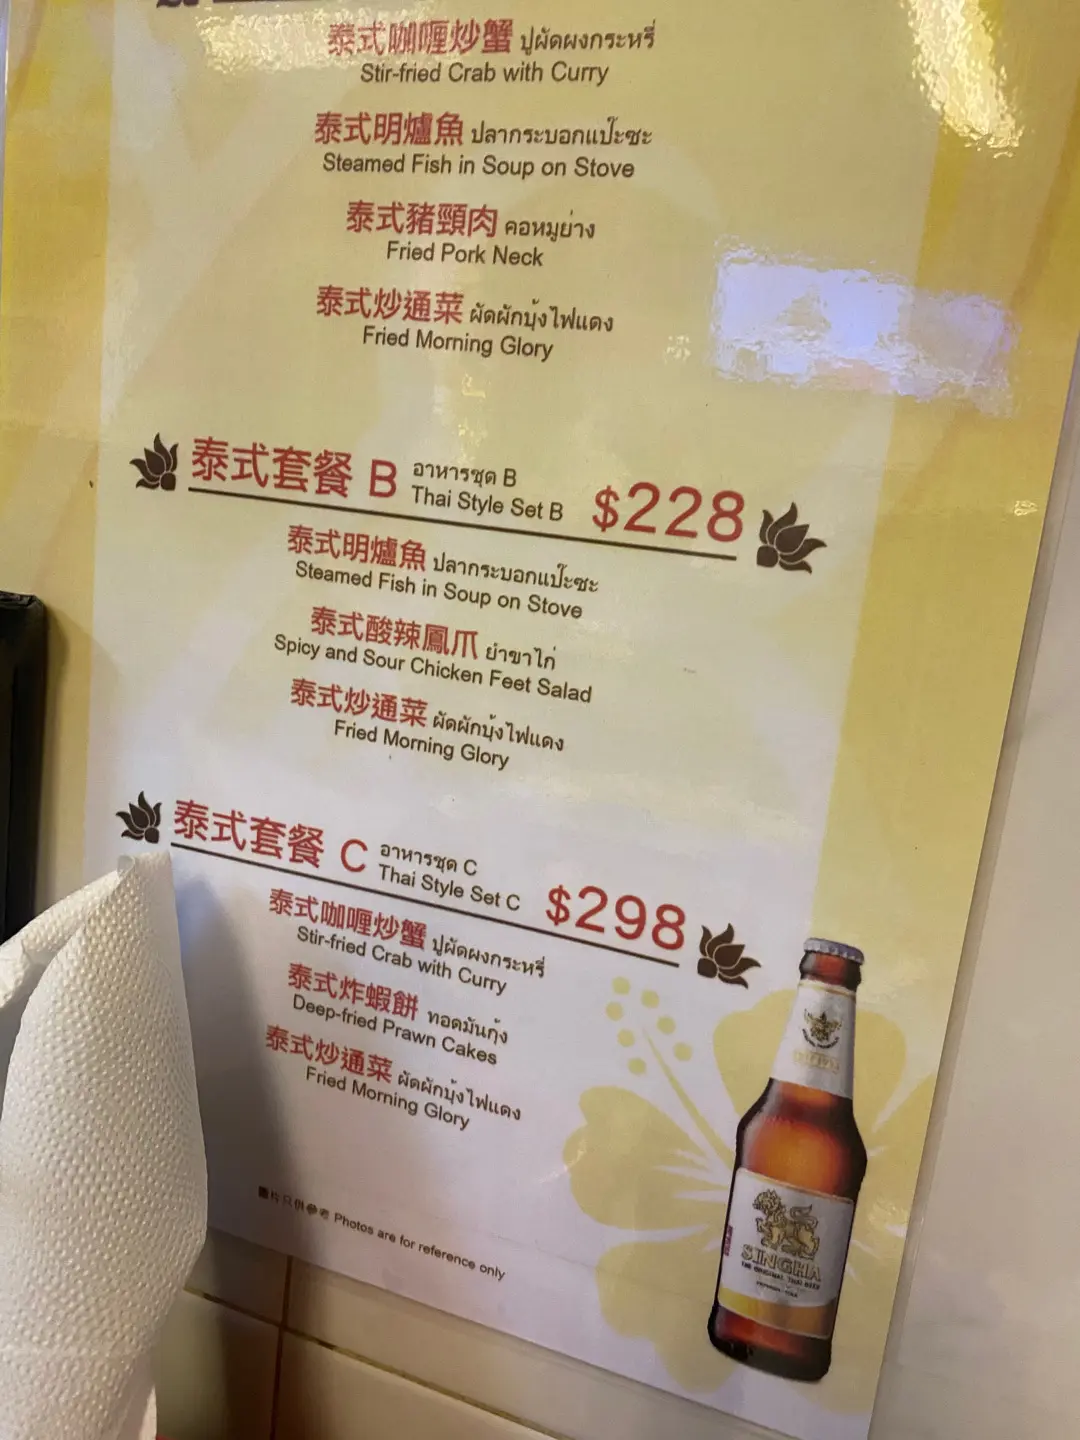 泰式咖喱炒蟹 ปูผัดผงกระหรี่
Stir-fried Crab with Curry
泰式明爐魚 ปลากระบอกแป๊ะซะ
Steamed Fish in Soup on Stove
泰式豬頸肉 คอหมูย่าง
Fried Pork Neck
泰式炒通菜 ผัดผักบุ้งไฟแดง
Fried Morning Glory
泰式套餐 B อาหารชุด B
Thai Style Set B $228
泰式明爐魚 ปลากระบอกแป๊ะซะ
Steamed Fish in Soup on Stove
泰式酸辣鳳爪 ยำขาไก่
Spicy and Sour Chicken Feet Salad
泰式炒通菜 ผัดผักบุ้งไฟแดง
Fried Morning Glory
泰式套餐 C อาหารชุด C
Thai Style Set C $298
泰式咖喱炒蟹 ปูผัดผงกระหรี่
Stir-fried Crab with Curry
泰式炸蝦餅 ทอดมันกุ้ง
Deep-fried Prawn Cakes
泰式炒通菜 ผัดผักบุ้งไฟแดง
Fried Morning Glory
圖片只供參考 Photos are for reference only
SINGHA
THE ORIGINAL THAI BEER